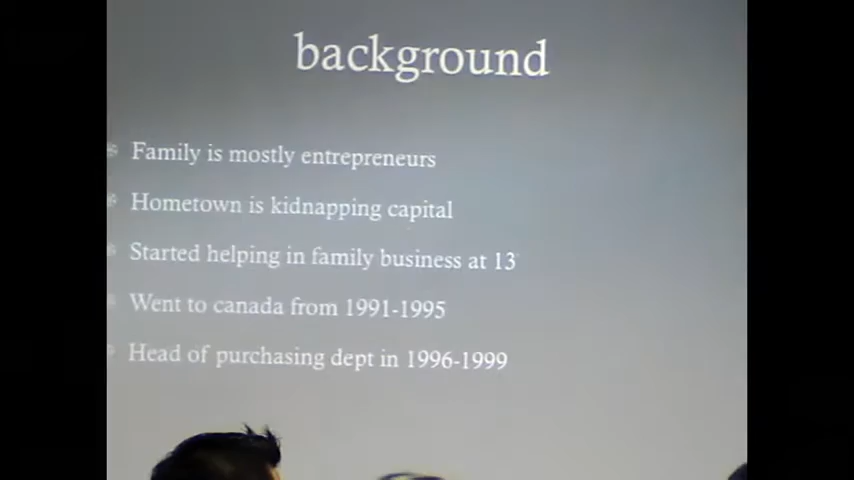 background
Family is mostly entrepreneurs
Hometown is kidnapping capital
Started helping in family business at 13
Went to canada from 1991-1995
Head of purchasing dept in 1996-1999